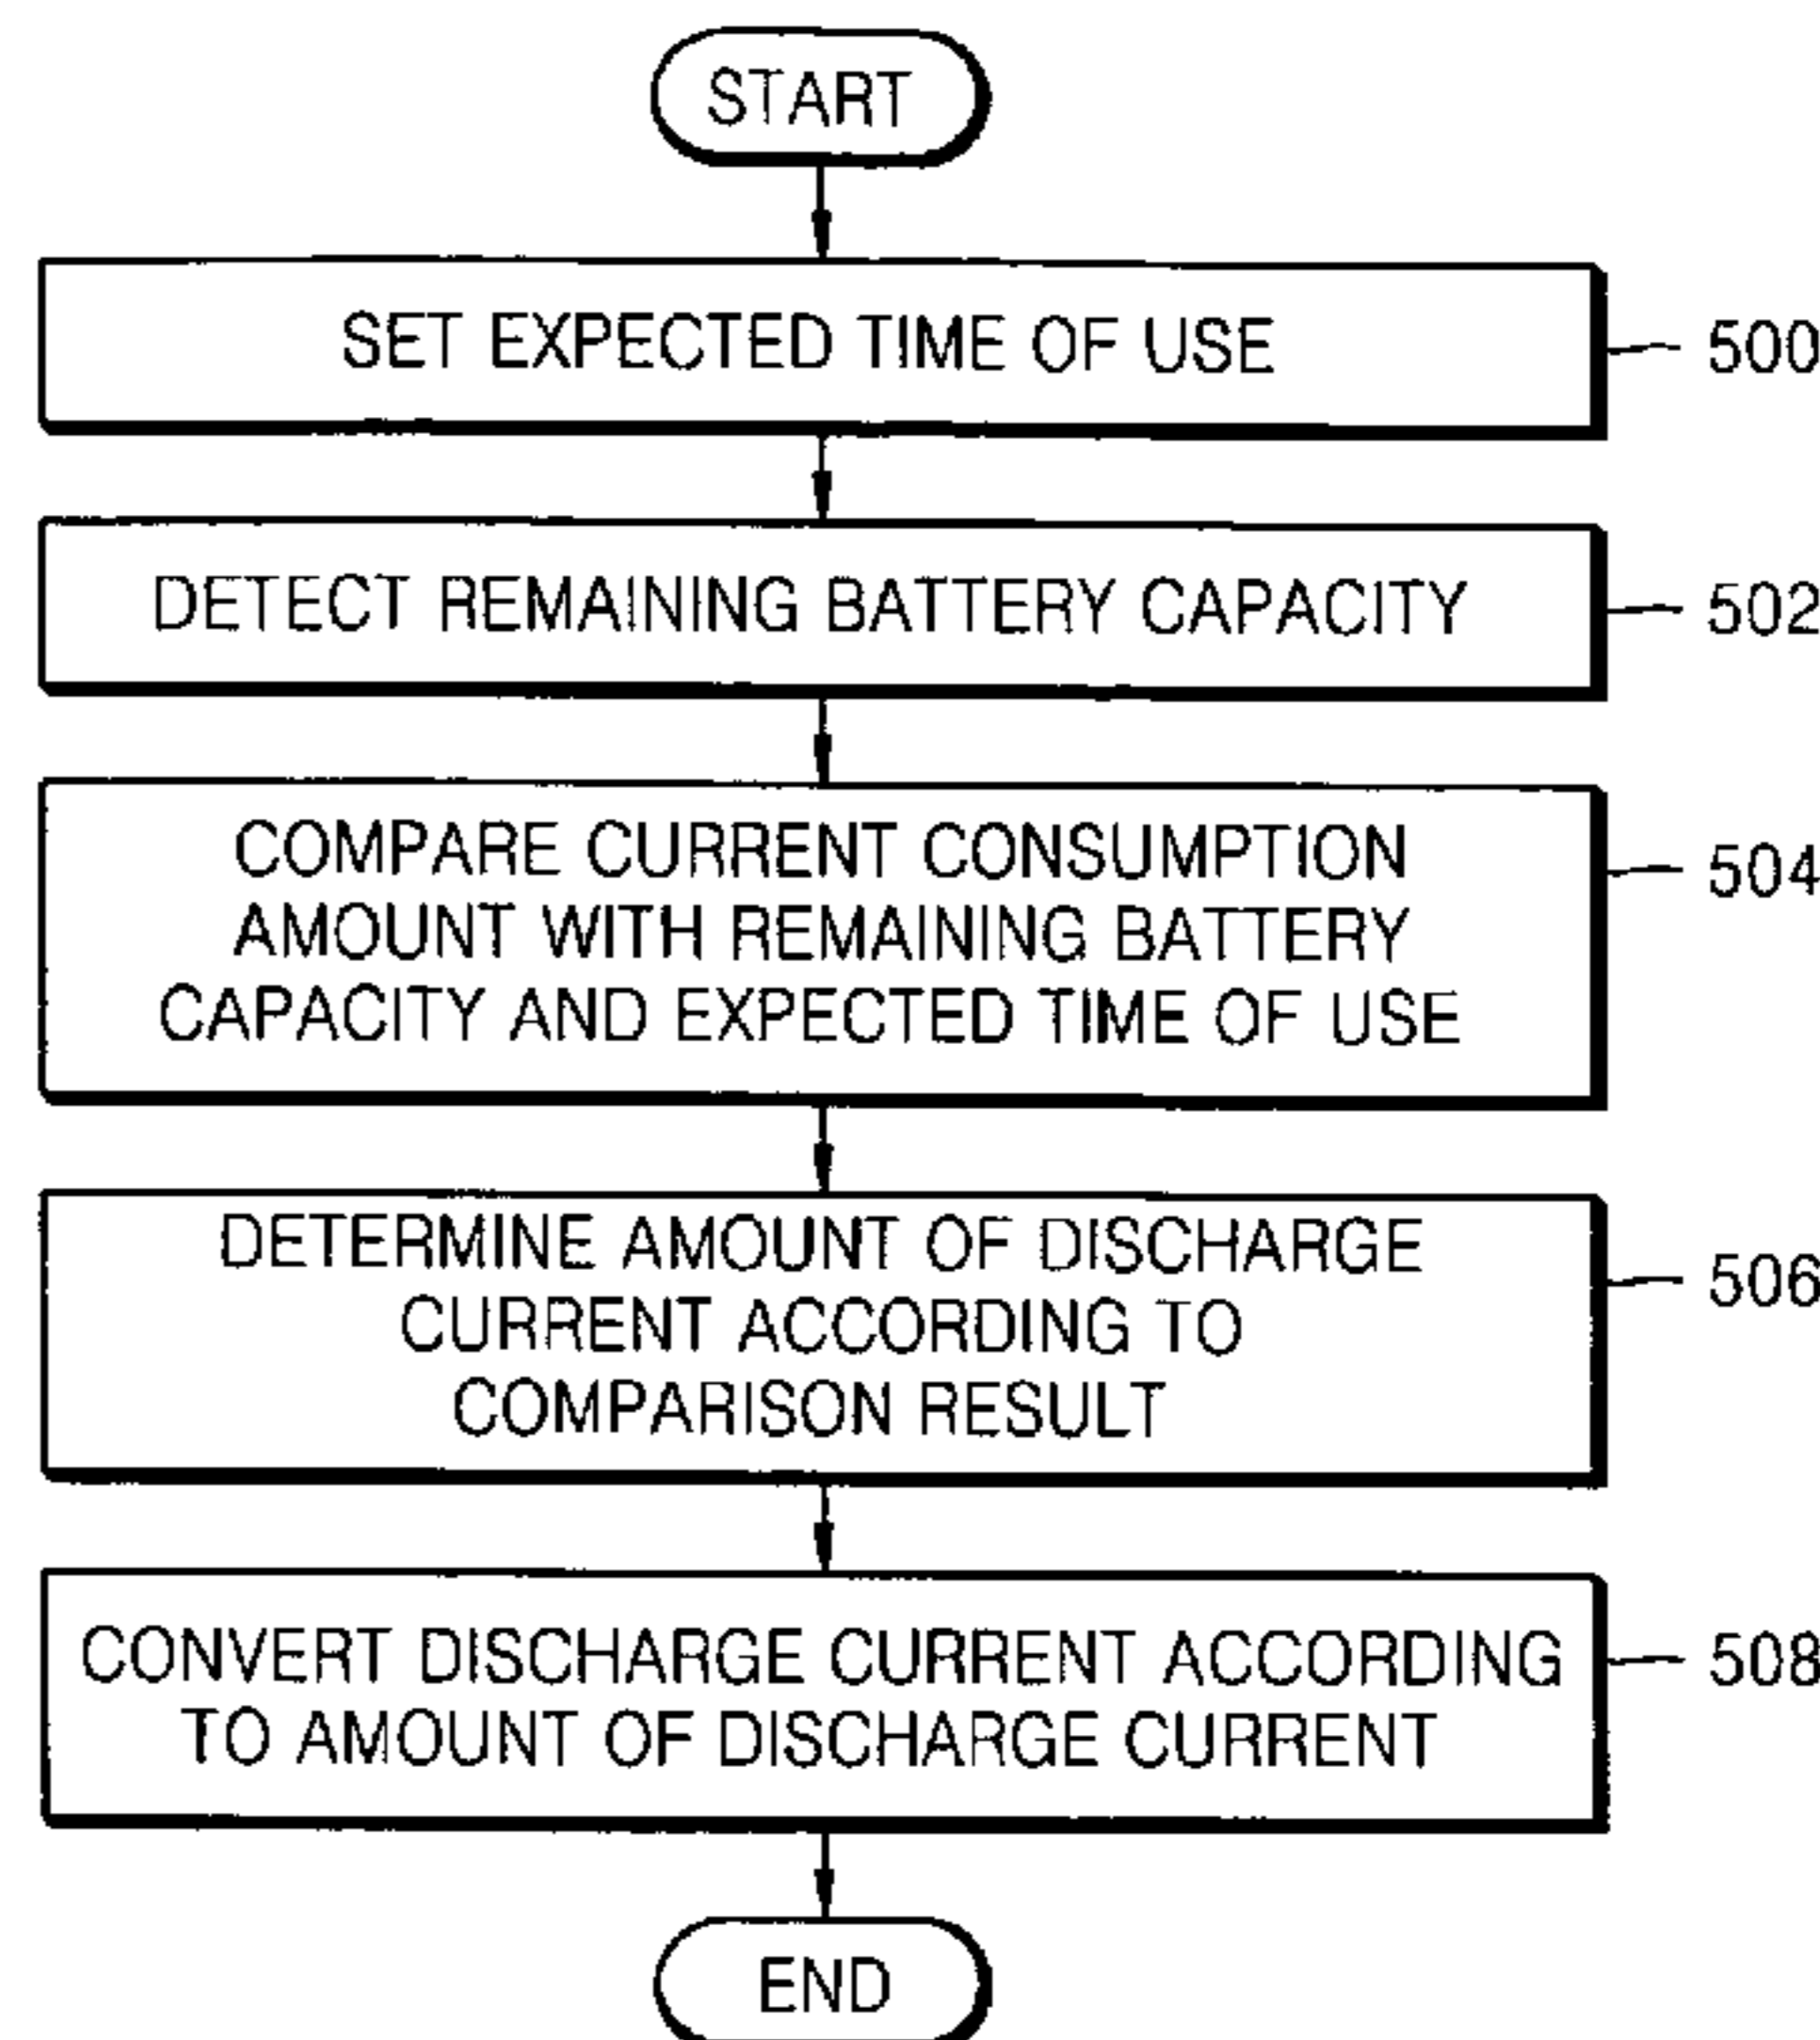 START
SET EXPECTED TIME OF USE
500
DETECT REMAINING BATTERY CAPACITY
502
COMPARE CURRENT CONSUMPTION
AMOUNT WITH REMAINING BATTERY
CAPACITY AND EXPECTED TIME OF USE
504
DETERMINE AMOUNT OF DISCHARGE
CURRENT ACCORDING TO
COMPARISON RESULT
506
CONVERT DISCHARGE CURRENT ACCORDING
TO AMOUNT OF DISCHARGE CURRENT
508
END